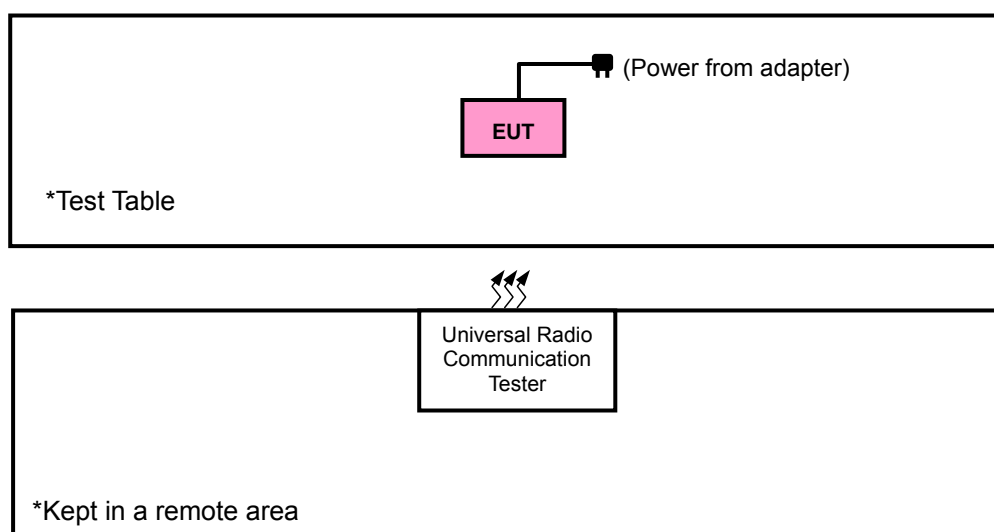 (Power from adapter)
EUT
*Test Table
Universal Radio
Communication
Tester
*Kept in a remote area